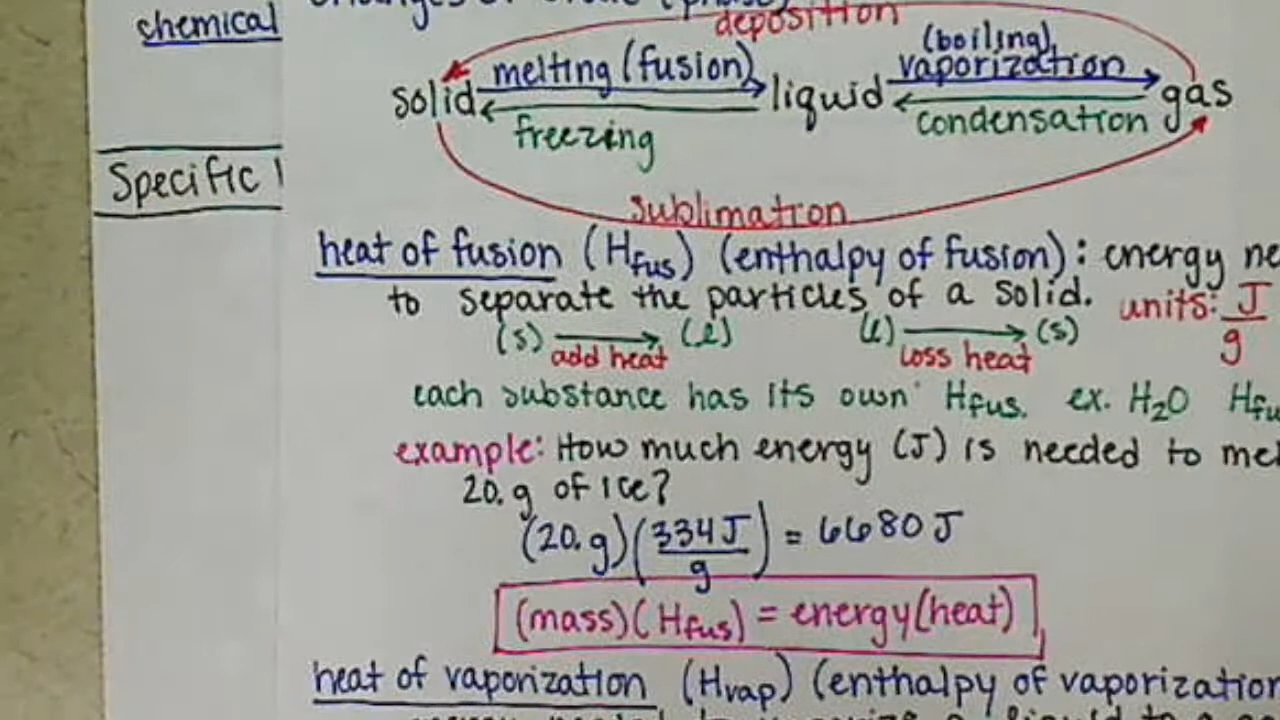 chemical
deposition
(boiling)
melting (fusion) vaporization
solid liquid gas
freezing condensation
Specific
sublimation
heat of fusion (Hfus) (enthalpy of fusion): energy ne
to separate the particles of a solid. units: J/g
(s) → (l) (l) → (s)
add heat loss heat
each substance has its own Hfus. ex. H₂O Hfu
example: How much energy (J) is needed to mel
20. g of ice?
(20. g)(334 J/g) = 6680 J
(mass)(Hfus) = energy(heat)
heat of vaporization (Hvap) (enthalpy of vaporization